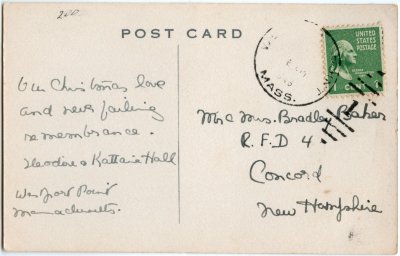 200
POST CARD
MASS.
UNITED
STATES
POSTAGE
CENT
Our Christmas love
and never failing
remembrance.
Theodore & Hall
Westport Point
Massachusetts.
Mr & Mrs. Bradley Baker
R.F.D 4
Concord
New Hampshire